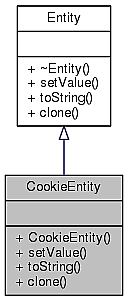 Entity
+ ~Entity()
+ setValue()
+ toString()
+ clone()
CookieEntity
+ CookieEntity()
+ setValue()
+ toString()
+ clone()